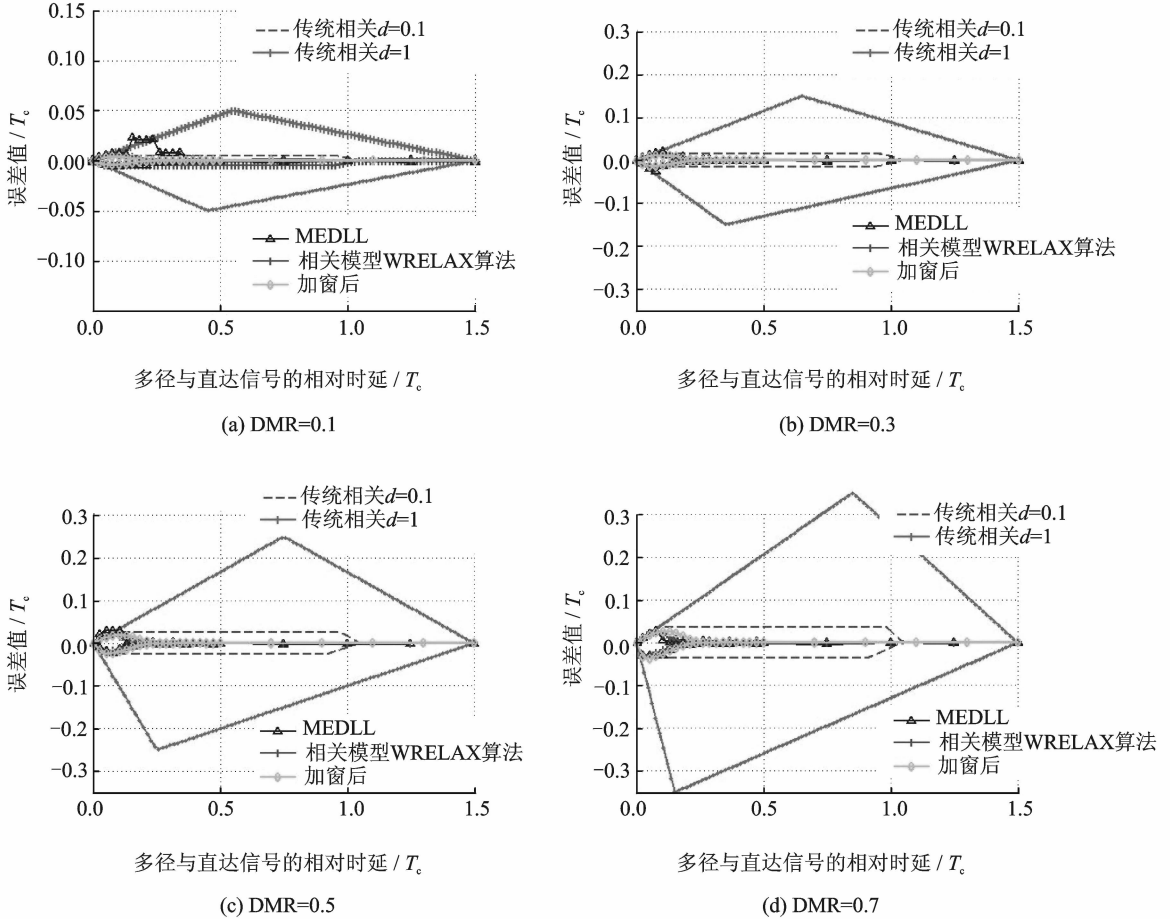 传统相关d=0.1
传统相关d=1
0.15
0.10
0.05
0.00
−0.05
−0.10
误差值 / Tc
MEDLL
相关模型WRELAX算法
加窗后
0.0
0.5
1.0
1.5
多径与直达信号的相对时延 / Tc
(a) DMR=0.1
传统相关d=0.1
传统相关d=1
0.3
0.2
0.1
0.0
−0.1
−0.2
−0.3
误差值 / Tc
MEDLL
相关模型WRELAX算法
加窗后
0.0
0.5
1.0
1.5
多径与直达信号的相对时延 / Tc
(b) DMR=0.3
传统相关d=0.1
传统相关d=1
0.3
0.2
0.1
0.0
−0.1
−0.2
−0.3
误差值 / Tc
MEDLL
相关模型WRELAX算法
加窗后
0.0
0.5
1.0
1.5
多径与直达信号的相对时延 / Tc
(c) DMR=0.5
传统相关d=0.1
传统相关d=1
0.3
0.2
0.1
0.0
−0.1
−0.2
−0.3
误差值 / Tc
MEDLL
相关模型WRELAX算法
加窗后
0.0
0.5
1.0
1.5
多径与直达信号的相对时延 / Tc
(d) DMR=0.7